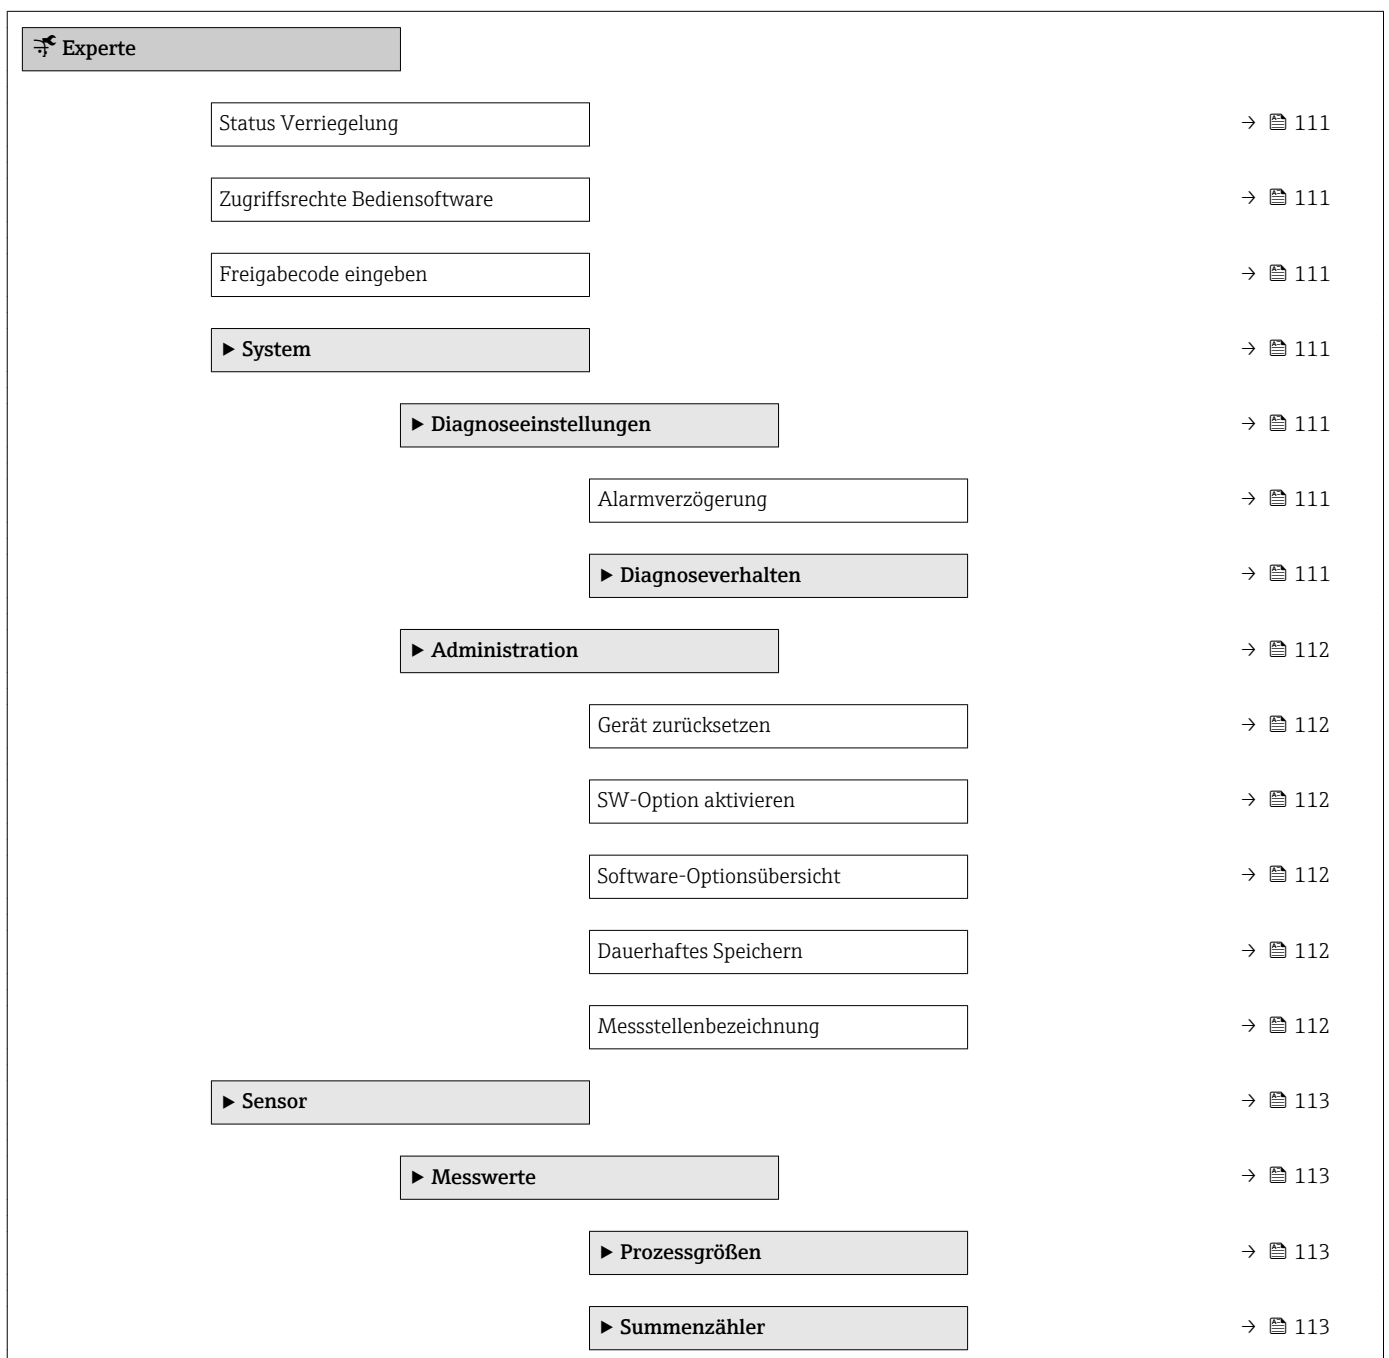 Experte
Status Verriegelung → 111
Zugriffsrechte Bediensoftware → 111
Freigabecode eingeben → 111
▶ System → 111
▶ Diagnoseeinstellungen → 111
Alarmverzögerung → 111
▶ Diagnoseverhalten → 111
▶ Administration → 112
Gerät zurücksetzen → 112
SW-Option aktivieren → 112
Software-Optionsübersicht → 112
Dauerhaftes Speichern → 112
Messstellenbezeichnung → 112
▶ Sensor → 113
▶ Messwerte → 113
▶ Prozessgrößen → 113
▶ Summenzähler → 113